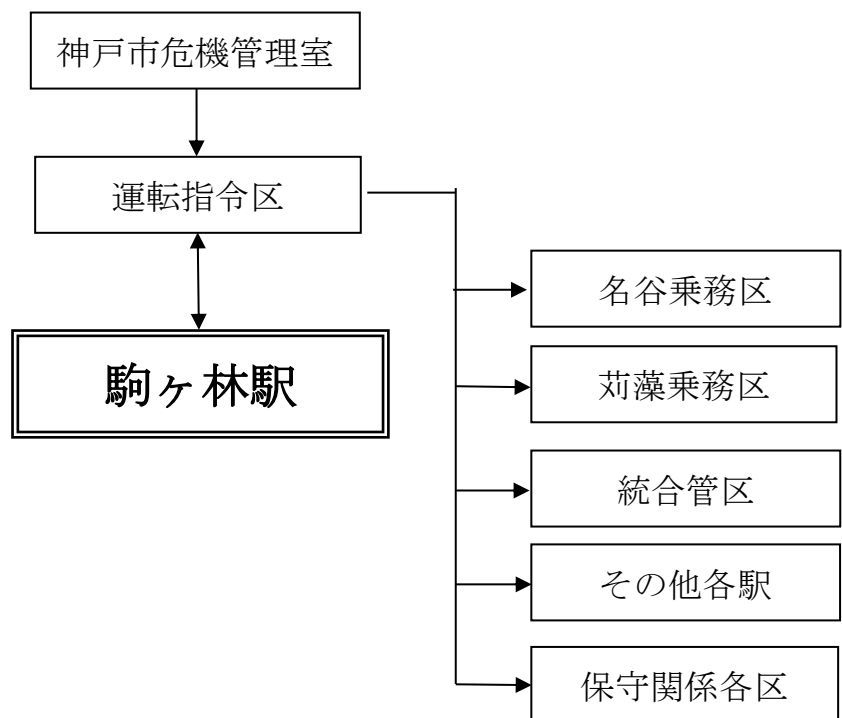 神戸市危機管理室
運転指令区
駒ヶ林駅
名谷乗務区
苅藻乗務区
統合管区
その他各駅
保守関係各区